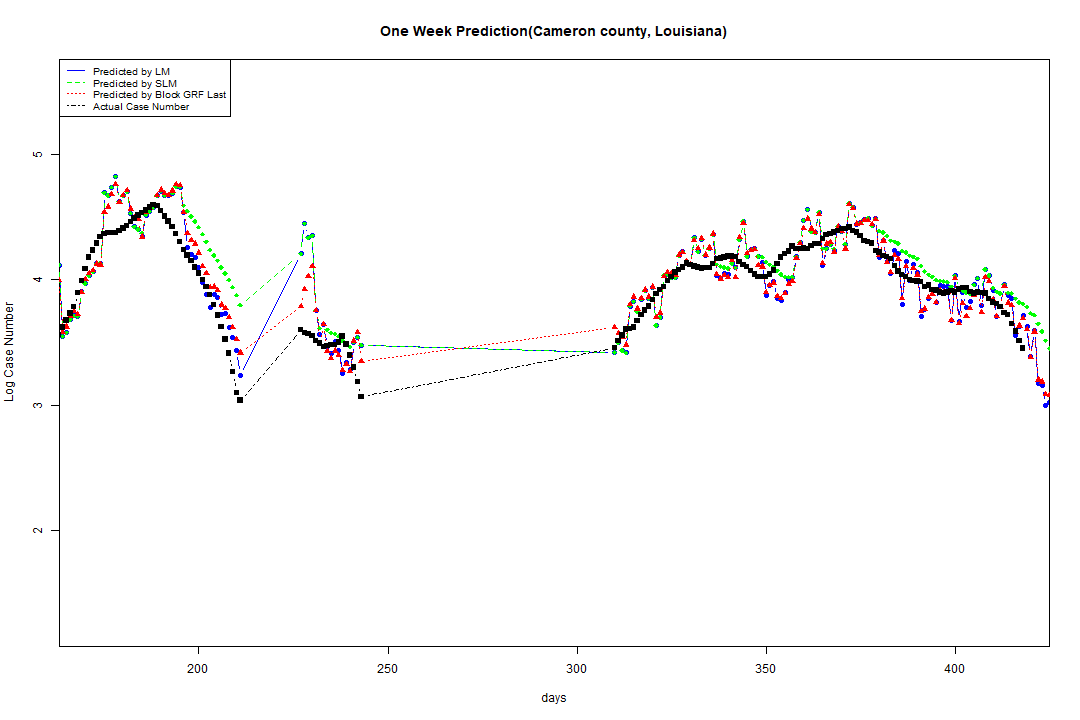 One Week Prediction(Cameron county, Louisiana)
Predicted by LM
Predicted by SLM
Predicted by Block GRF Last
Actual Case Number
Log Case Number
5
4
3
2
200
250
300
350
400
days